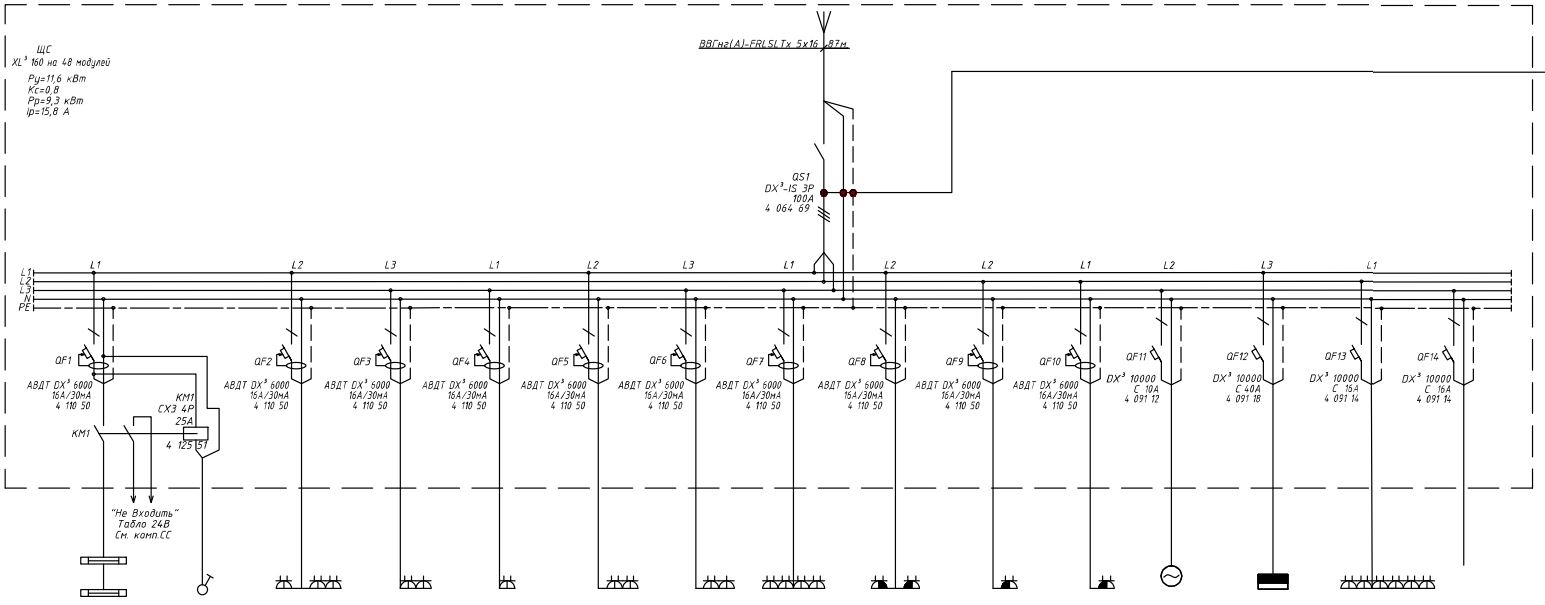 ЩС
XL³ 160 на 48 модулей
Ру=11,6 кВт
Кс=0,8
Рр=9,3 кВт
Iр=15,8 А
ВВГнг(А)-FRLSLTx 5х16
87м
QS1
DX³-IS 3P
100A
4 064 69
L1
L2
L3
N
PE
L1
L2
L3
L1
L2
L3
L1
L2
L2
L1
L2
L3
L1
QF1
АВДТ DX³ 6000
16А/30мА
4 110 50
QF2
АВДТ DX³ 6000
16А/30мА
4 110 50
QF3
АВДТ DX³ 6000
16А/30мА
4 110 50
QF4
АВДТ DX³ 6000
16А/30мА
4 110 50
QF5
АВДТ DX³ 6000
16А/30мА
4 110 50
QF6
АВДТ DX³ 6000
16А/30мА
4 110 50
QF7
АВДТ DX³ 6000
16А/30мА
4 110 50
QF8
АВДТ DX³ 6000
16А/30мА
4 110 50
QF9
АВДТ DX³ 6000
16А/30мА
4 110 50
QF10
АВДТ DX³ 6000
16А/30мА
4 110 50
QF11
DX³ 10000
C 10A
4 091 12
QF12
DX³ 10000
C 40A
4 091 18
QF13
DX³ 10000
C 16A
4 091 14
QF14
DX³ 10000
C 16A
4 091 14
КМ1
СХ3 4Р
25А
4 125 51
КМ1
"Не Входить"
Табло 24В
См. комп.СС